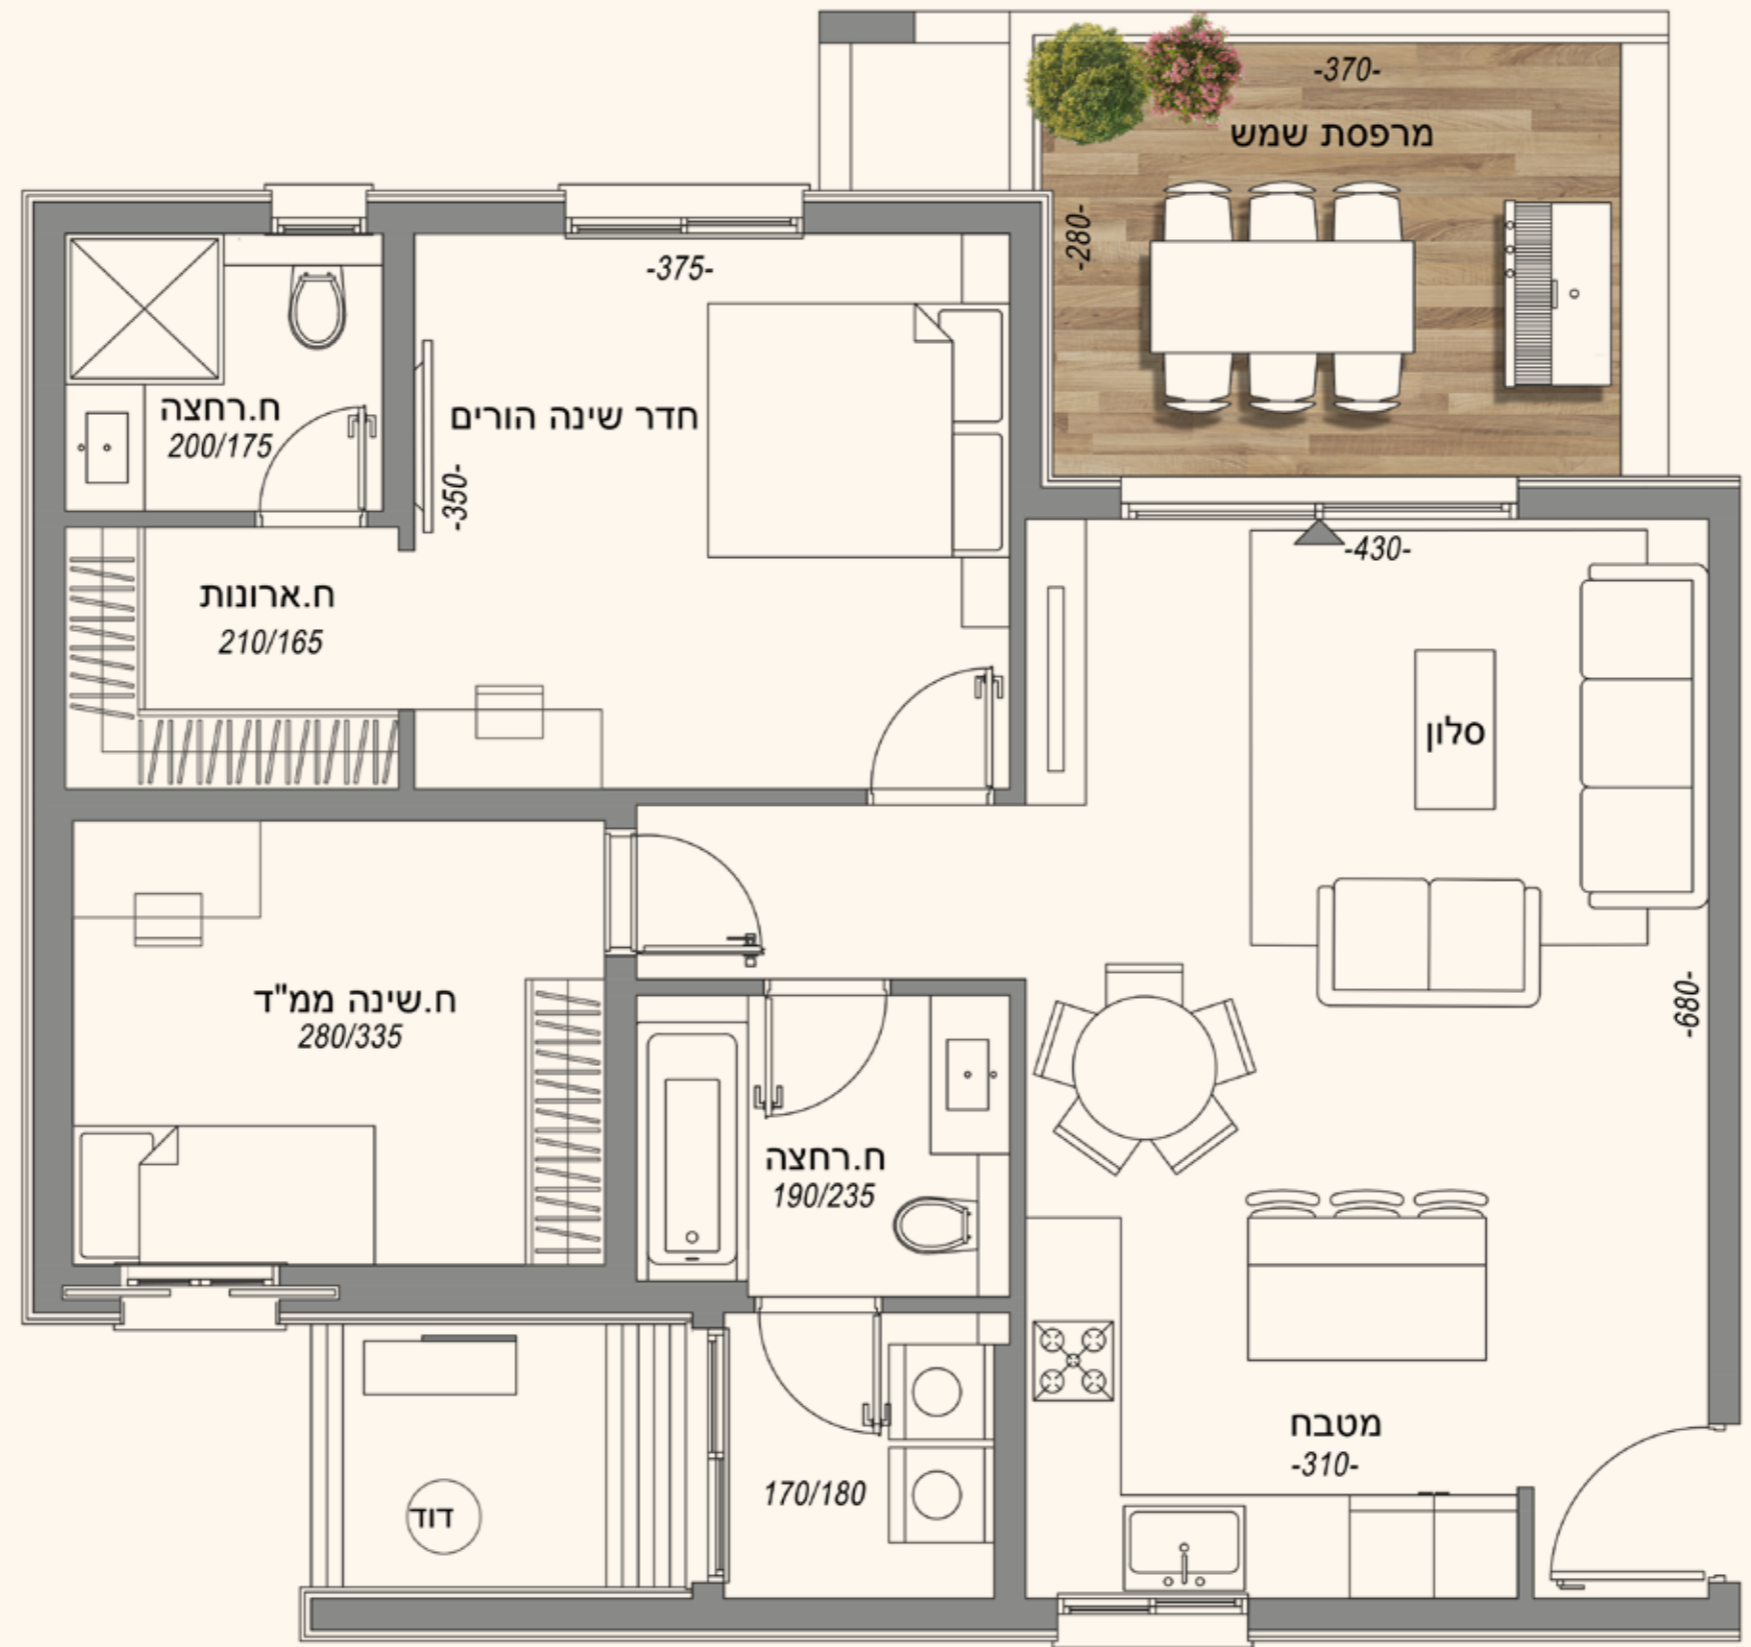 -370-
מרפסת שמש
-280-
-375-
חדר שינה הורים
-350-
ח.רחצה
200/175
ח.ארונות
210/165
-430-
סלון
-680-
ח.שינה ממ"ד
280/335
ח.רחצה
190/235
מטבח
-310-
170/180
דוד